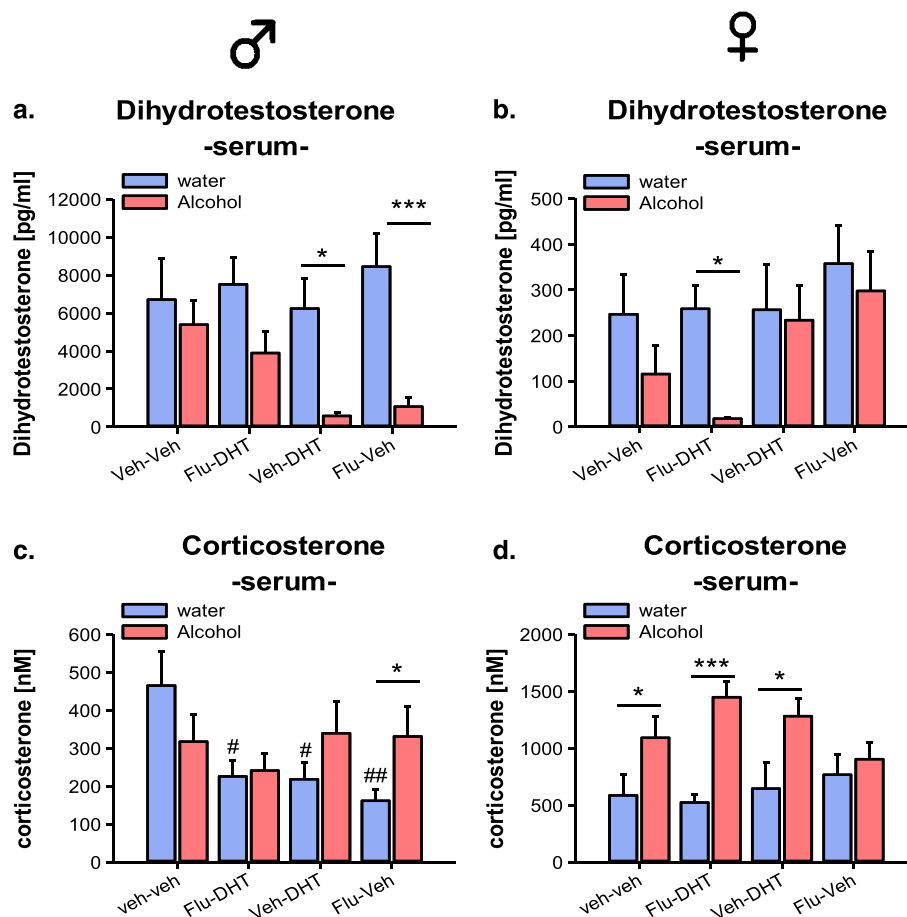 ♂
♀
a.
Dihydrotestosterone
-serum-
water
Alcohol
Dihydrotestosterone [pg/ml]
12000
10000
8000
6000
4000
2000
0
*
***
Veh-Veh
Flu-DHT
Veh-DHT
Flu-Veh
b.
Dihydrotestosterone
-serum-
water
Alcohol
Dihydrotestosterone [pg/ml]
500
400
300
200
100
0
*
Veh-Veh
Flu-DHT
Veh-DHT
Flu-Veh
c.
Corticosterone
-serum-
water
Alcohol
corticosterone [nM]
600
500
400
300
200
100
0
#
#
##
*
veh-veh
Flu-DHT
Veh-DHT
Flu-Veh
d.
Corticosterone
-serum-
water
Alcohol
corticosterone [nM]
2000
1500
1000
500
0
*
***
*
veh-veh
Flu-DHT
Veh-DHT
Flu-Veh